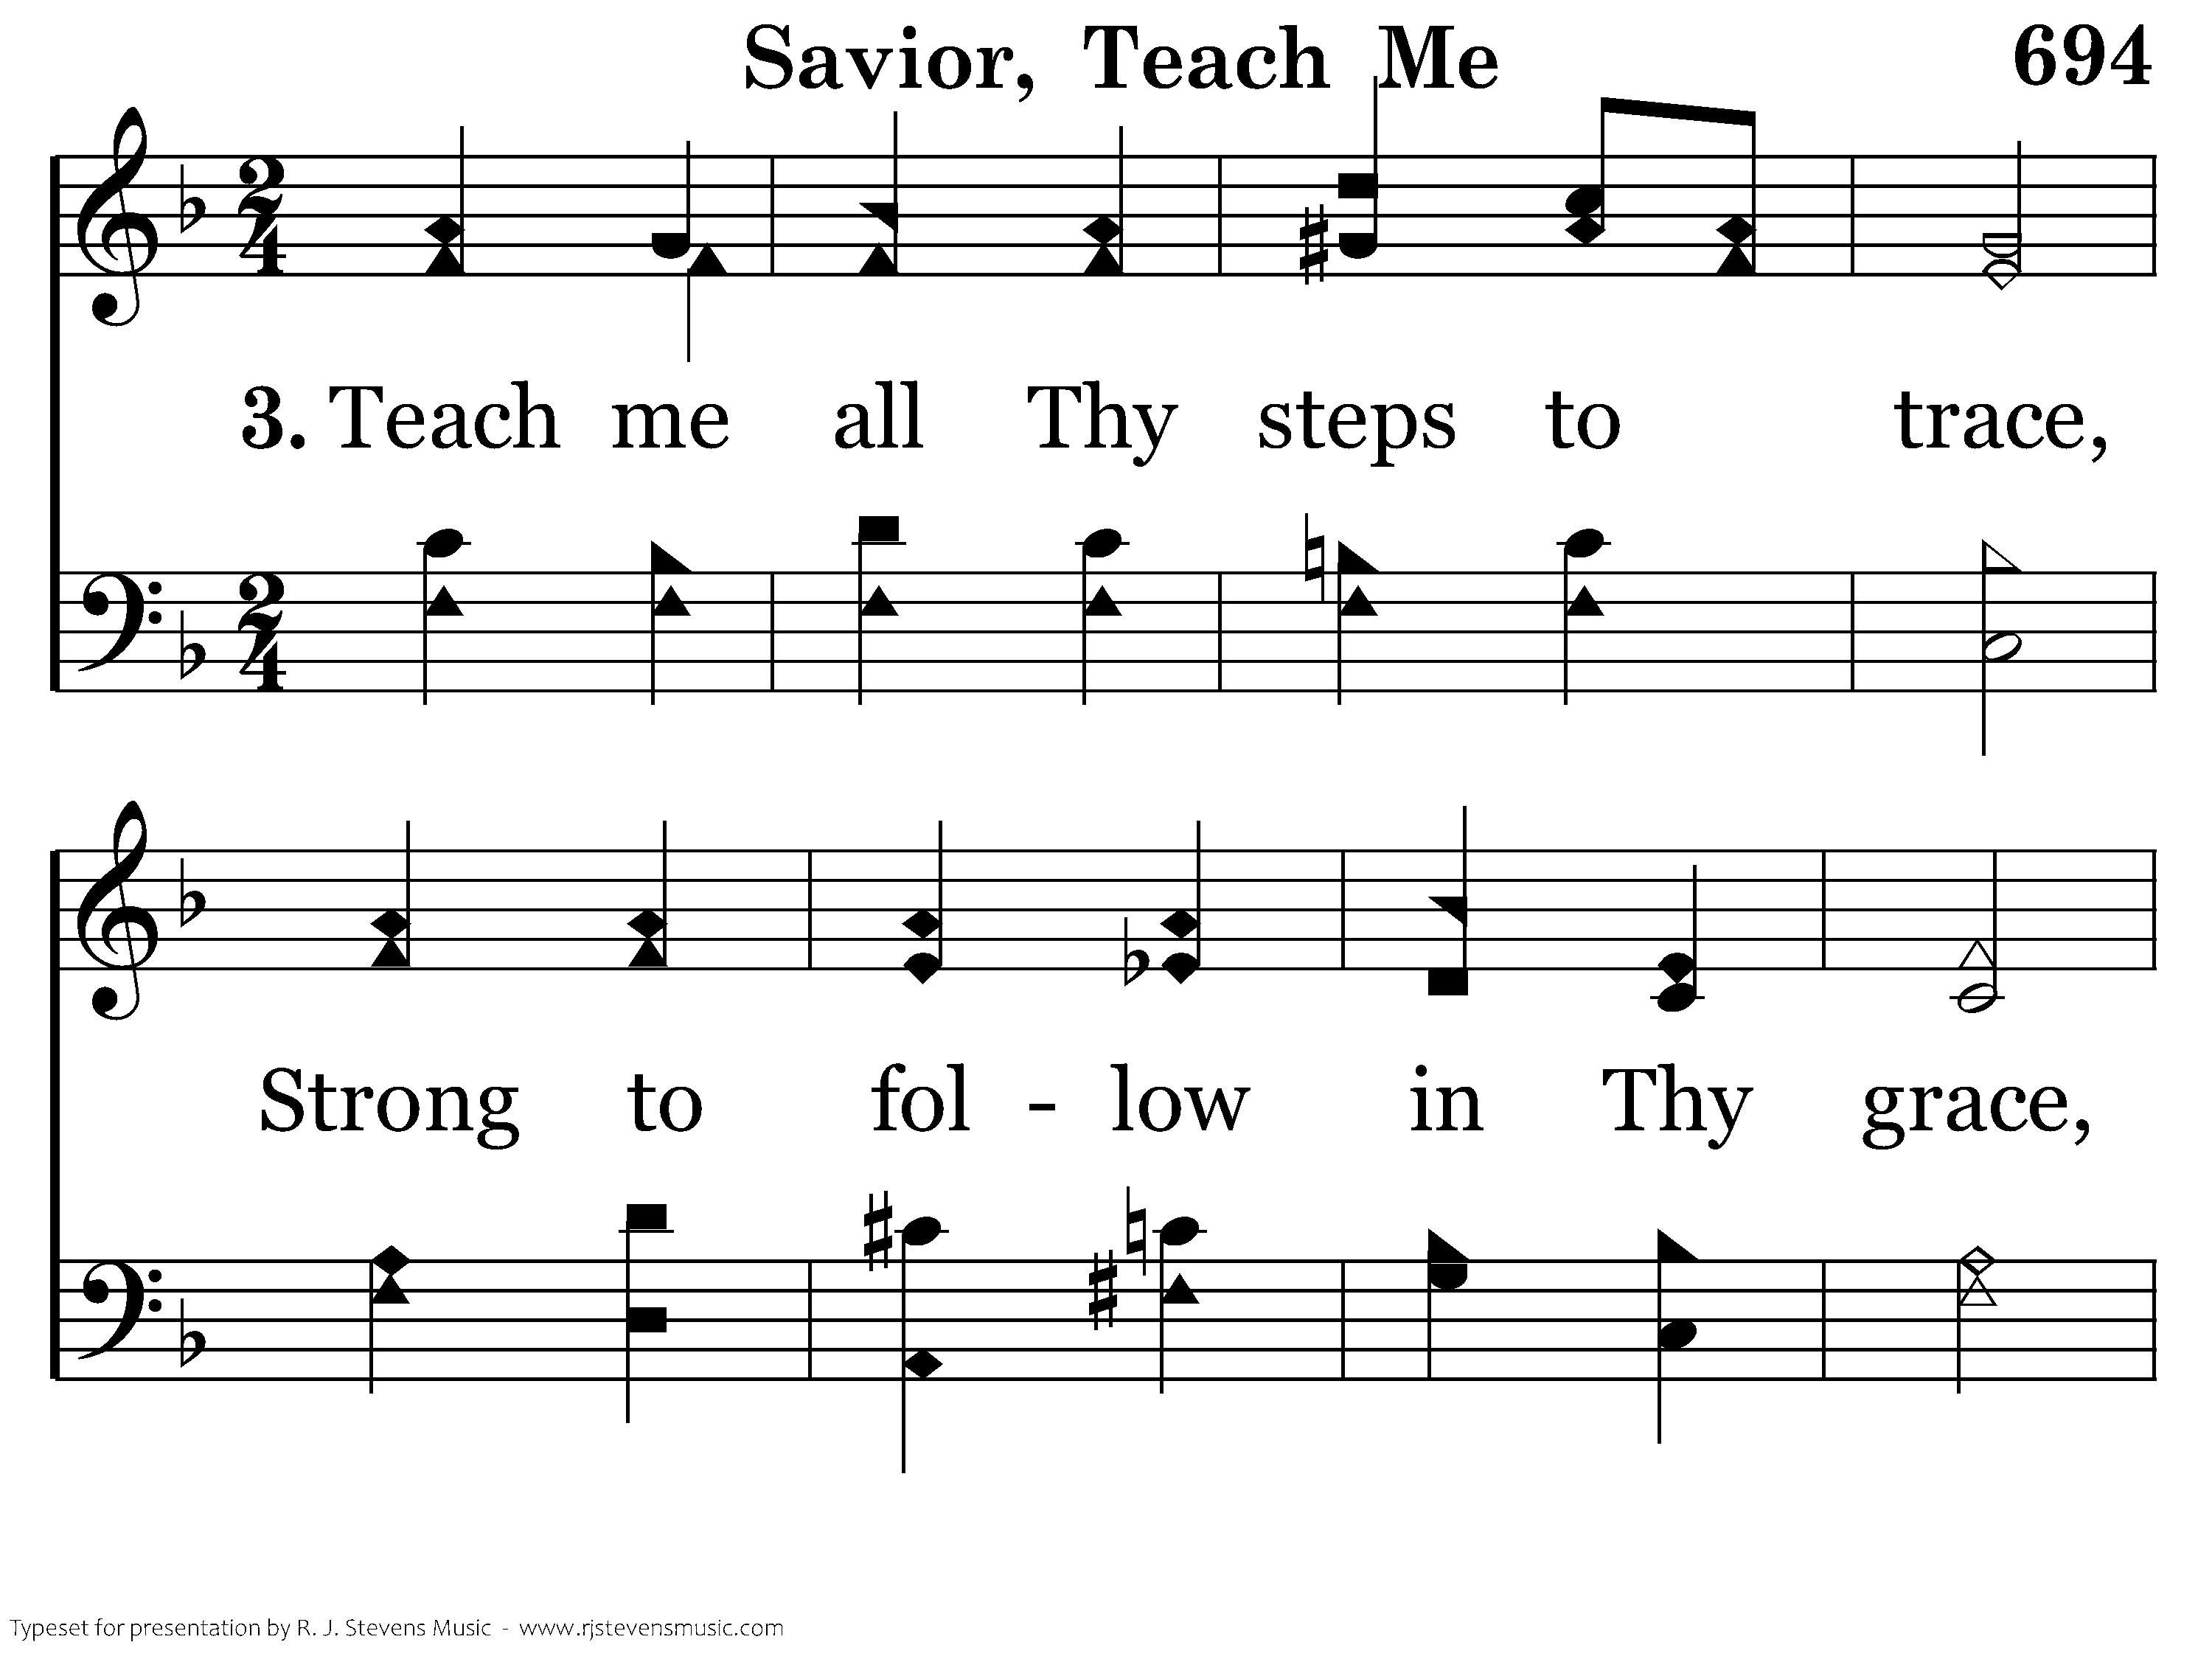 Savior, Teach Me 694
3. Teach me all Thy steps to trace,
Strong to fol - low in Thy grace,
Typeset for presentation by R. J. Stevens Music - www.rjstevensmusic.com